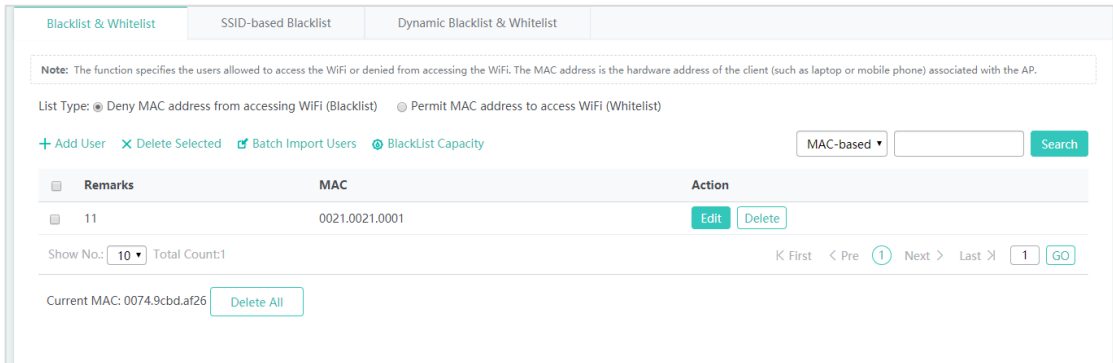 Blacklist & Whitelist SSID-based Blacklist Dynamic Blacklist & Whitelist
Note: The function specifies the users allowed to access the WiFi or denied from accessing the WiFi. The MAC address is the hardware address of the client (such as laptop or mobile phone) associated with the AP.
List Type: Deny MAC address from accessing WiFi (Blacklist) Permit MAC address to access WiFi (Whitelist)
Add User Delete Selected Batch Import Users BlackList Capacity MAC-based Search
Remarks MAC Action
11 0021.0021.0001 Edit Delete
Show No.: 10 Total Count:1 First Pre 1 Next Last 1 GO
Current MAC: 0074.9cbd.af26 Delete All